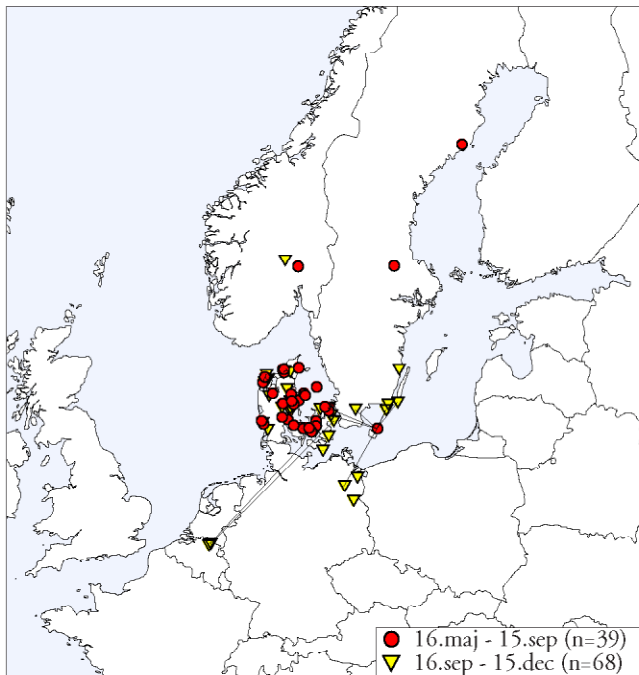 16.maj - 15.sep (n=39)
16.sep - 15.dec (n=68)